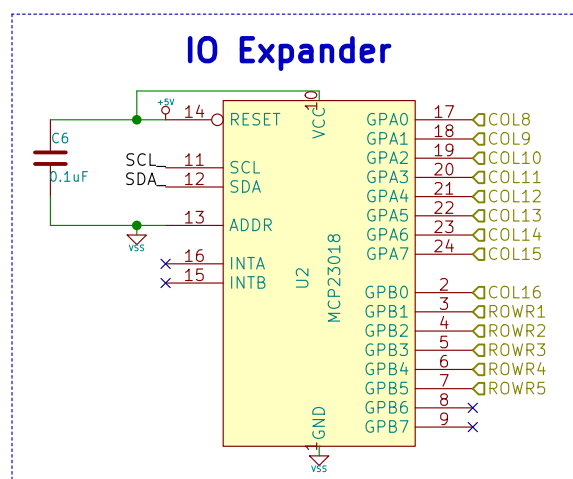 IO Expander
+5V
C6
0.1uF
14 RESET
SCL_ 11 SCL
SDA_ 12 SDA
13 ADDR
VSS
16 INTA
15 INTB
10
VCC
U2
MCP23018
GND
1
VSS
GPA0 17 COL8
GPA1 18 COL9
GPA2 19 COL10
GPA3 20 COL11
GPA4 21 COL12
GPA5 22 COL13
GPA6 23 COL14
GPA7 24 COL15
GPB0 2 COL16
GPB1 3 ROWR1
GPB2 4 ROWR2
GPB3 5 ROWR3
GPB4 6 ROWR4
GPB5 7 ROWR5
GPB6 8
GPB7 9